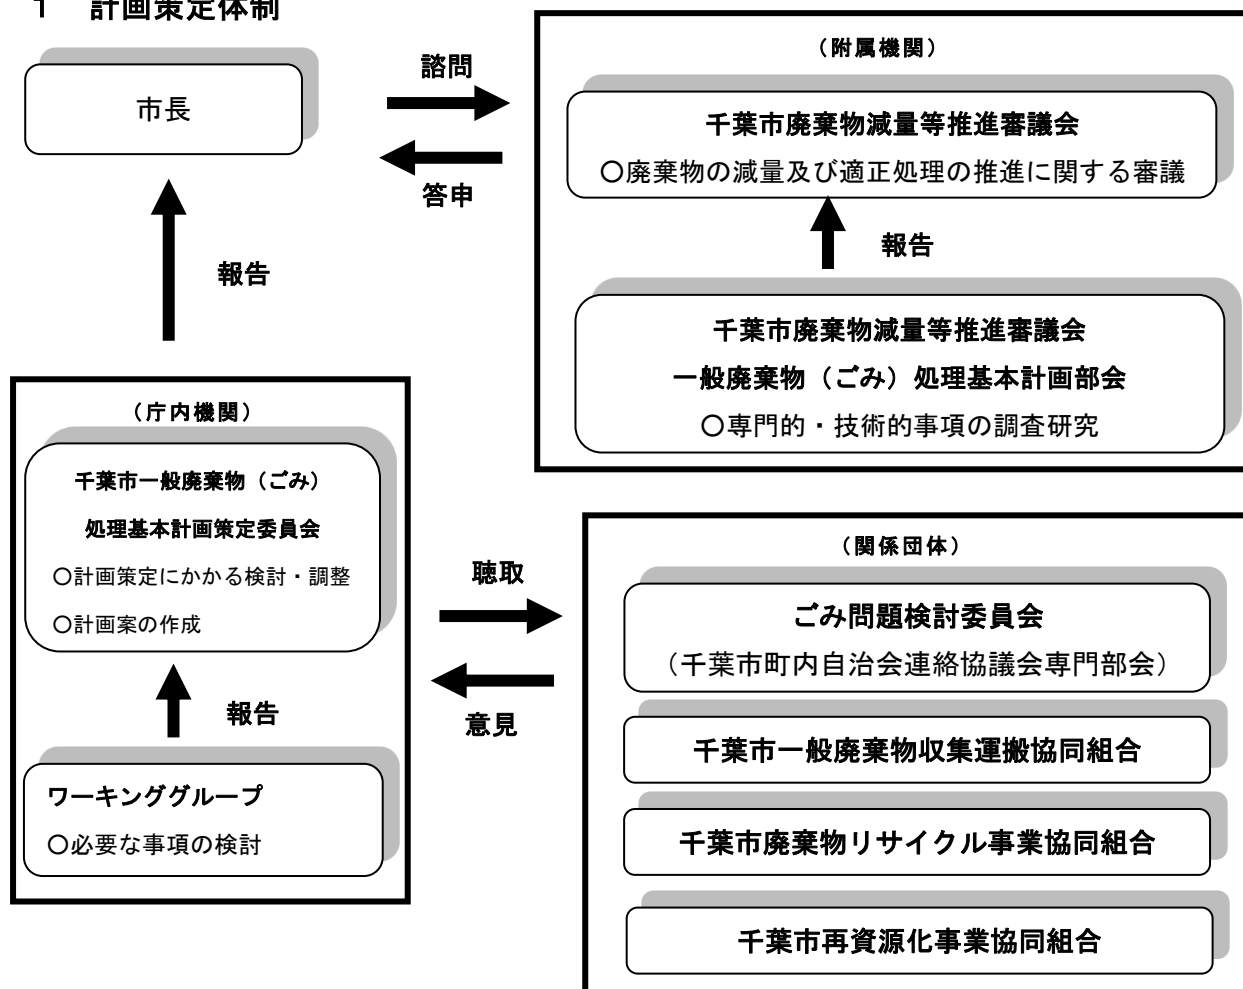 1 計画策定体制
市長
諮問
答申
(附属機関)
千葉市廃棄物減量等推進審議会
○廃棄物の減量及び適正処理の推進に関する審議
報告
千葉市廃棄物減量等推進審議会
一般廃棄物(ごみ)処理基本計画部会
○専門的・技術的事項の調査研究
報告
(庁内機関)
千葉市一般廃棄物(ごみ)
処理基本計画策定委員会
○計画策定にかかる検討・調整
○計画案の作成
報告
ワーキンググループ
○必要な事項の検討
聴取
意見
(関係団体)
ごみ問題検討委員会
(千葉市町内自治会連絡協議会専門部会)
千葉市一般廃棄物収集運搬協同組合
千葉市廃棄物リサイクル事業協同組合
千葉市再資源化事業協同組合